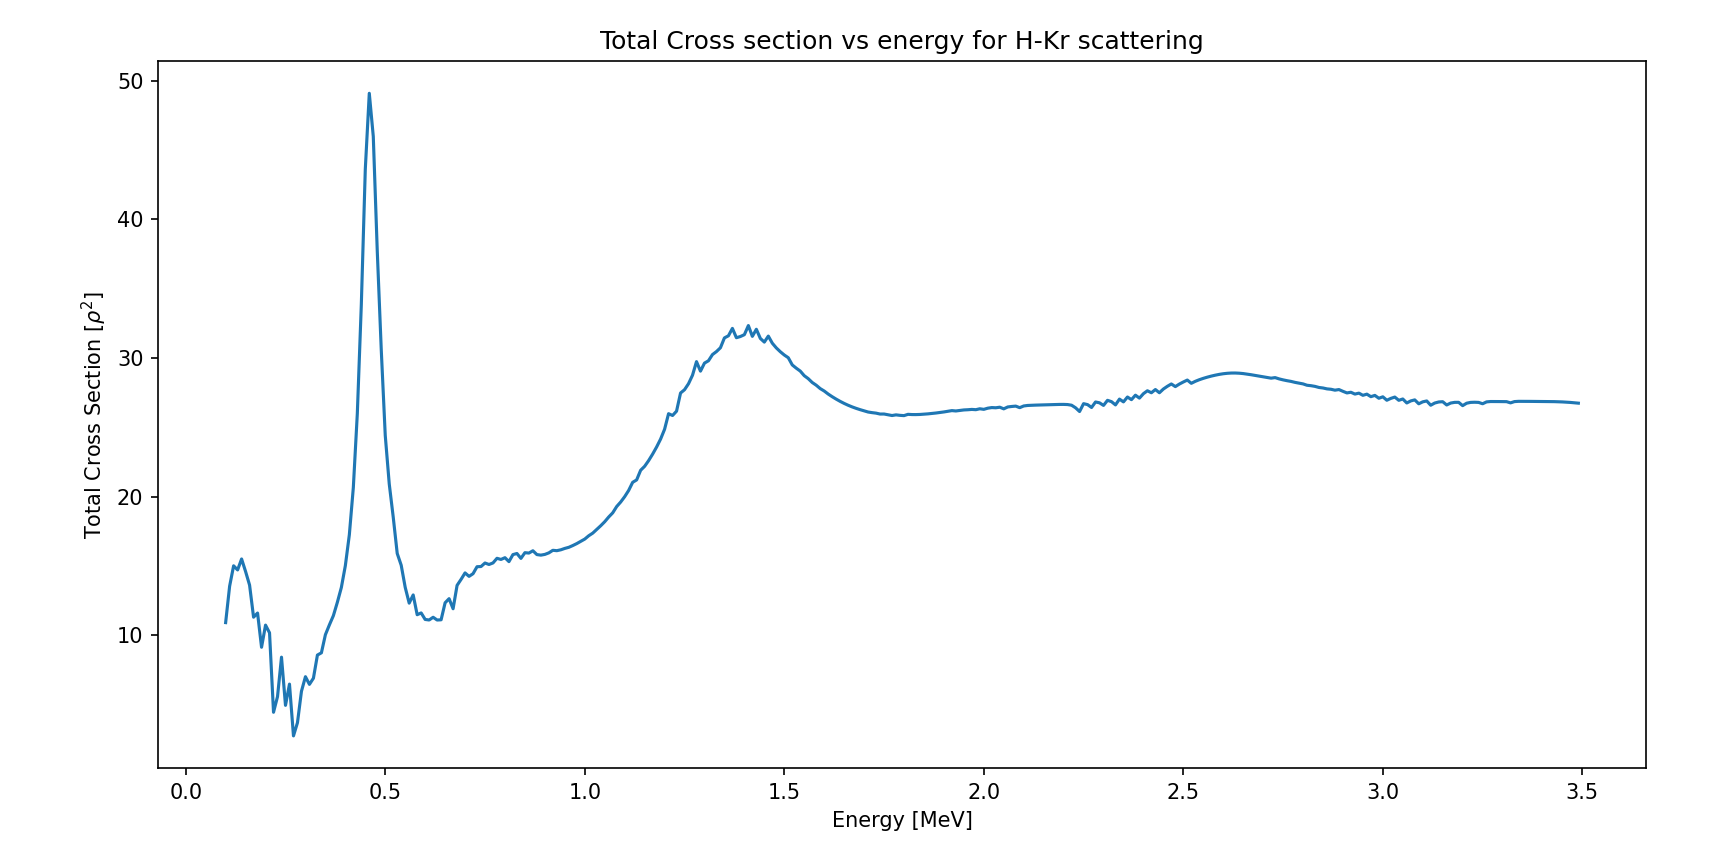 Total Cross section vs energy for H-Kr scattering
Total Cross Section [ρ²]
50
40
30
20
10
0.0 0.5 1.0 1.5 2.0 2.5 3.0 3.5
Energy [MeV]